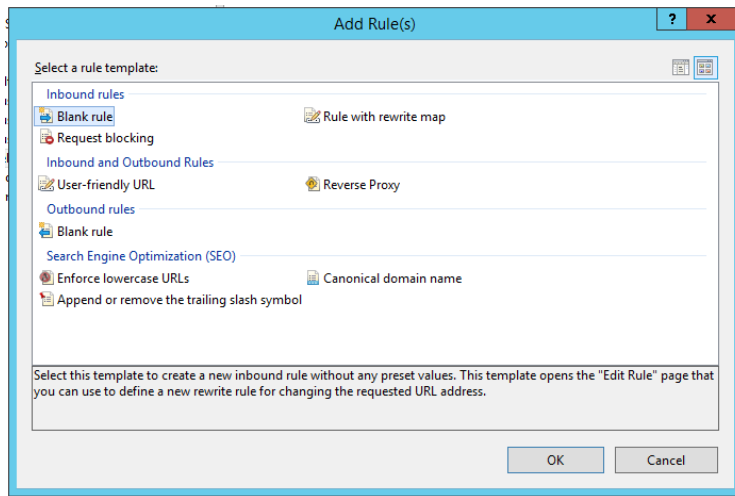 Add Rule(s)
?
x
Select a rule template:
Inbound rules
Blank rule
Rule with rewrite map
Request blocking
Inbound and Outbound Rules
User-friendly URL
Reverse Proxy
Outbound rules
Blank rule
Search Engine Optimization (SEO)
Enforce lowercase URLs
Canonical domain name
Append or remove the trailing slash symbol
Select this template to create a new inbound rule without any preset values. This template opens the "Edit Rule" page that
you can use to define a new rewrite rule for changing the requested URL address.
OK
Cancel